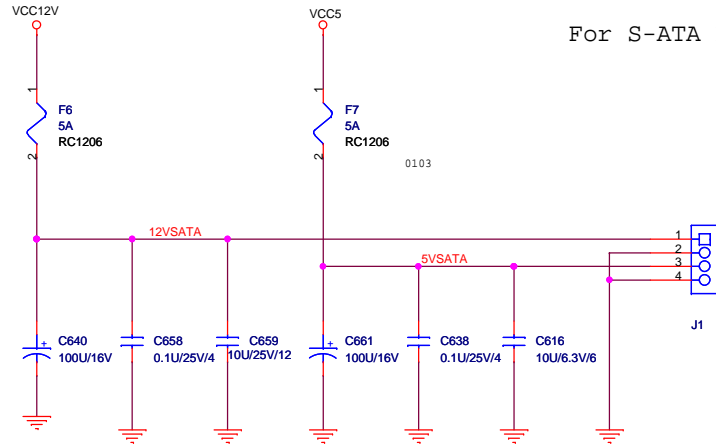 VCC12V
VCC5
For S-ATA
1
F6
5A
RC1206
2
1
F7
5A
RC1206
2
0103
12VSATA
5VSATA
1
2
3
4
J1
+
C640
100U/16V
C658
0.1U/25V/4
C659
10U/25V/12
+
C661
100U/16V
C638
0.1U/25V/4
C616
10U/6.3V/6